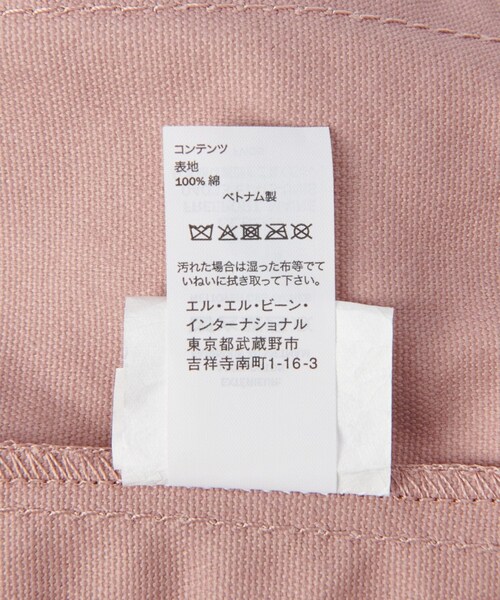 コンテンツ
表地
100% 綿
ベトナム製
汚れた場合は湿った布等でて
いねいに拭き取って下さい。
エル・エル・ビーン・
インターナショナル
東京都武蔵野市
吉祥寺南町1-16-3